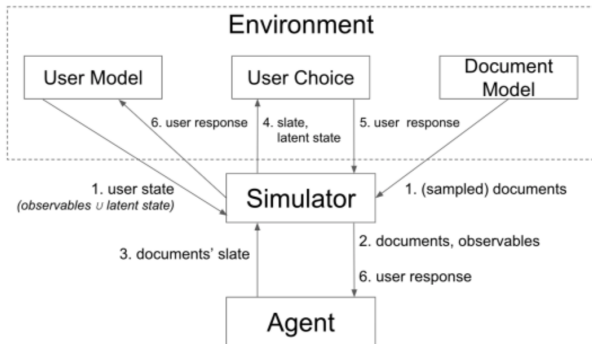 Environment
User Model
User Choice
Document
Model
6. user response
4. slate,
latent state
5. user response
1. user state
(observables ∪ latent state)
Simulator
1. (sampled) documents
3. documents' slate
2. documents, observables
6. user response
Agent